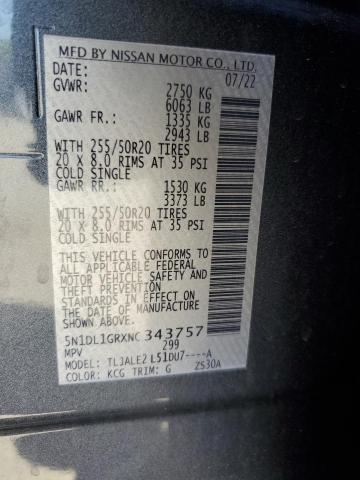 MFD BY NISSAN MOTOR CO., LTD.
DATE: 07/22
GVWR: 2750 KG
6063 LB
GAWR FR.: 1335 KG
2943 LB
WITH 255/50R20 TIRES
20 X 8.0 RIMS AT 35 PSI
COLD SINGLE
GAWR RR.: 1530 KG
3373 LB
WITH 255/50R20 TIRES
20 X 8.0 RIMS AT 35 PSI
COLD SINGLE
THIS VEHICLE CONFORMS TO
ALL APPLICABLE FEDERAL
MOTOR VEHICLE SAFETY AND
THEFT PREVENTION
STANDARDS IN EFFECT ON
THE DATE OF MANUFACTURE
SHOWN ABOVE.
5N1DL1GRXNC 343757
MPV 299
MODEL: TLJALE2 L51DU7----A
COLOR: KCG TRIM: G ZS30A